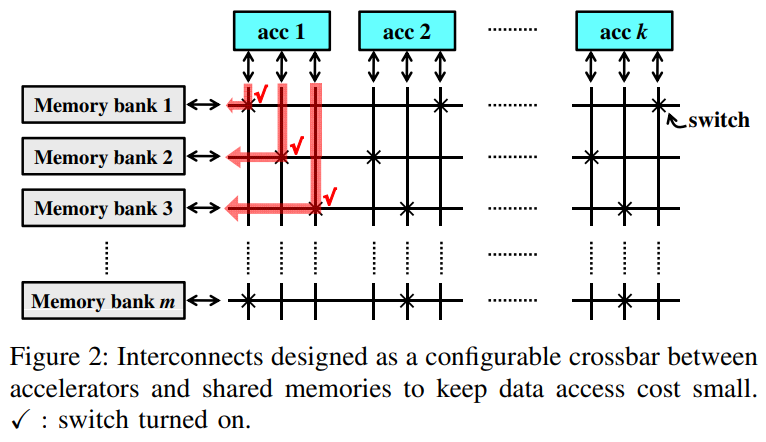 acc 1 acc 2 acc k
Memory bank 1
switch
Memory bank 2
Memory bank 3
Memory bank m
Figure 2: Interconnects designed as a configurable crossbar between
accelerators and shared memories to keep data access cost small.
✓ : switch turned on.